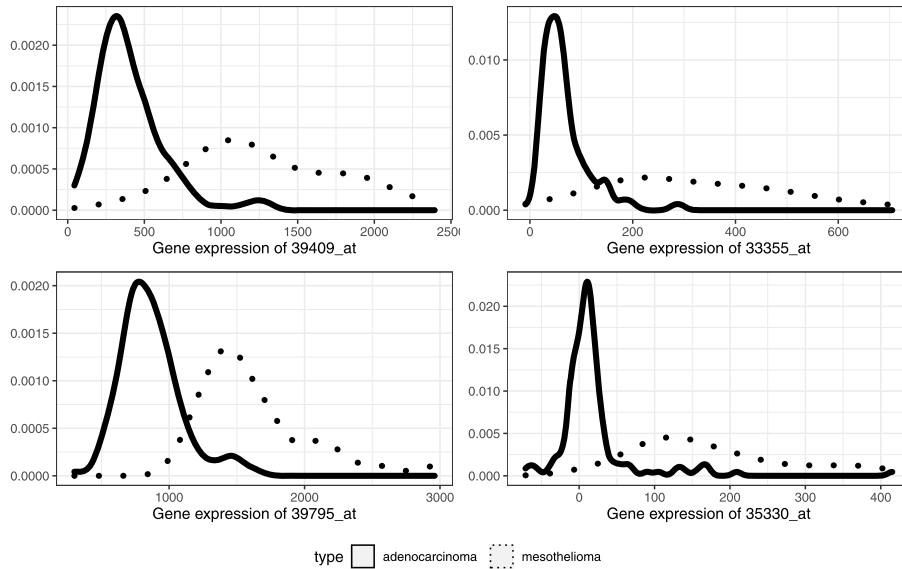 0.0020
0.0015
0.0010
0.0005
0.0000
0 500 1000 1500 2000 2500
Gene expression of 39409_at
0.010
0.005
0.000
0 200 400 600
Gene expression of 33355_at
0.0020
0.0015
0.0010
0.0005
0.0000
1000 2000 3000
Gene expression of 39795_at
0.020
0.015
0.010
0.005
0.000
0 100 200 300 400
Gene expression of 35330_at
type adenocarcinoma mesothelioma